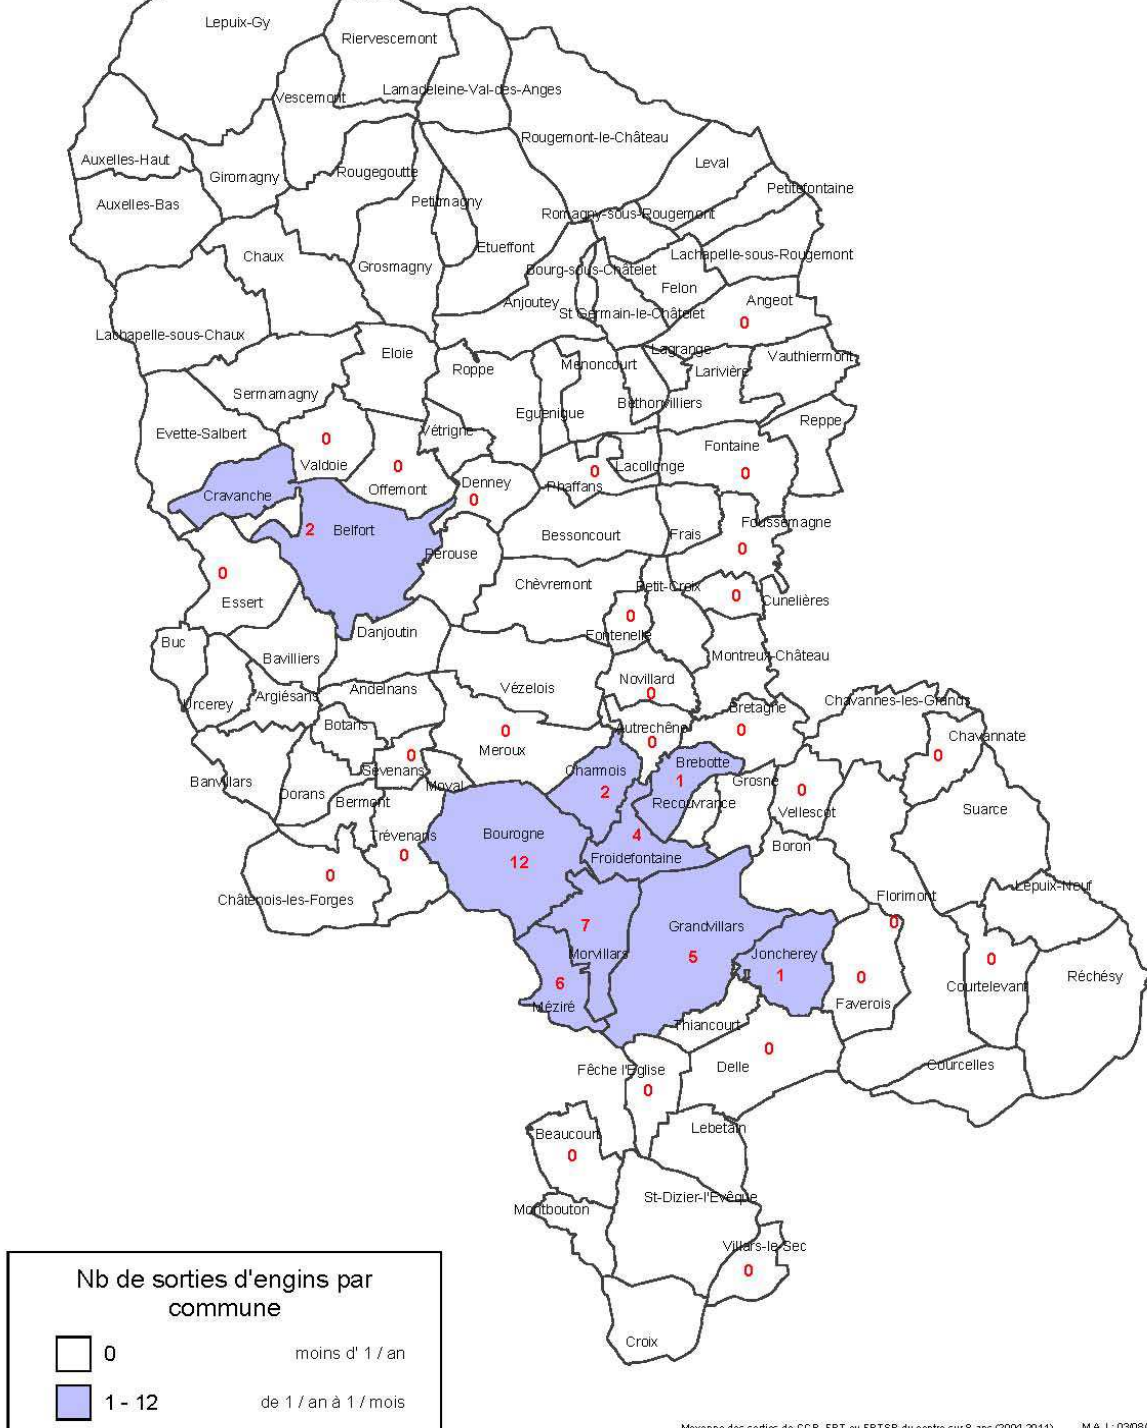 Lepuix-Gy
Riervescemont
Lamadeleine-Val-des-Anges
Vescemont
Rougemont-le-Château
Auxelles-Haut
Leval
Giromagny
Rougegoutte
Petitefontaine
Auxelles-Bas
Petitmagny
Romagny-sous-Rougemont
Etueffont
Chaux
Lachapelle-sous-Rougemont
Grosmagny
Bourg-sous-Châtelet
Felon
Anjoutey
Angeot
St Germain-le-Châtelet
0
Lachapelle-sous-Chaux
Eloie
Lagrange
Vauthiermont
Roppe
Menoncourt
Larivière
Sermamagny
Bethonvilliers
Eguenigue
Reppe
Evette-Salbert
Vétrigne
0
Fontaine
Valdoie
0
Lacollonge
0
0
Offemont
Denney
Phaffans
Cravanche
0
2
Belfort
Bessoncourt
Frais
Foussemagne
0
Pérouse
0
Chèvremont
Petit-Croix
Essert
0
Cunelières
0
Fontenelle
Danjoutin
Buc
Bavilliers
Montreux-Château
Novillard
Andelnans
Vézelois
0
Urcerey
Argiésans
Chavannes-les-Grands
Bretagne
Botans
0
Autrechêne
0
Chavannate
Meroux
0
0
0
Sévenans
Charmois
Brebotte
Banvillars
Moval
1
Grosne
Dorans
2
0
Bermont
Recouvrance
Vellescot
Suarce
Trévenans
Bourogne
4
Boron
0
12
Froidefontaine
0
Lepuix-Neuf
Châtenois-les-Forges
Florimont
7
Grandvillars
0
Morvillars
5
Joncherey
0
6
1
0
Réchésy
Méziré
Faverois
Courtelevant
Thiancourt
0
Fêche l'Eglise
Delle
Courcelles
0
Beaucourt
Lebetain
0
St-Dizier-l'Evêque
Montbouton
Villars-le-Sec
0
Croix
Nb de sorties d'engins par
commune
0 moins d' 1 / an
1 - 12 de 1 / an à 1 / mois